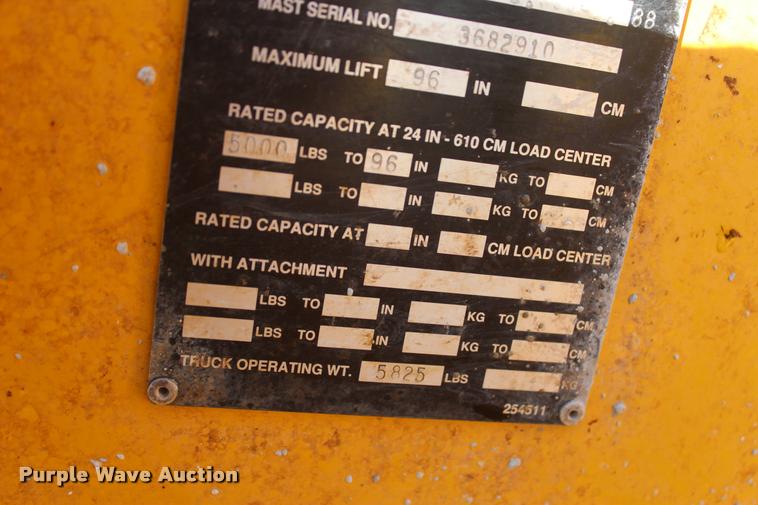 88
MAST SERIAL NO. 3682910
MAXIMUM LIFT 96 IN CM
RATED CAPACITY AT 24 IN - 610 CM LOAD CENTER
5000 LBS TO 96 IN KG TO CM
LBS TO IN KG TO CM
RATED CAPACITY AT IN CM LOAD CENTER
WITH ATTACHMENT
LBS TO IN KG TO CM
LBS TO IN KG TO CM
TRUCK OPERATING WT. 5825 LBS KG
254511
Purple Wave Auction